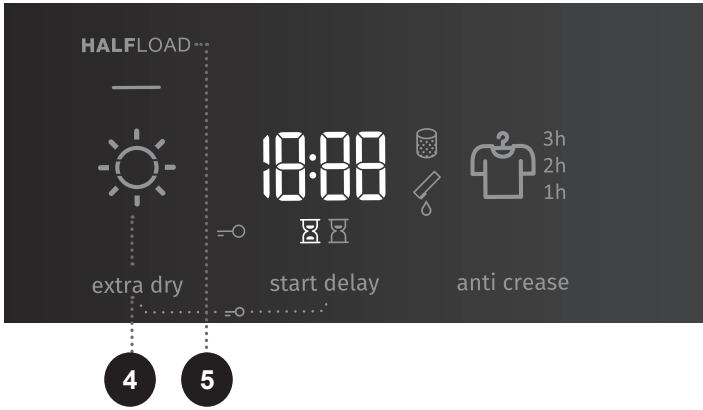 HALFLOAD
18:88
3h
2h
1h
extra dry
start delay
anti crease
4
5